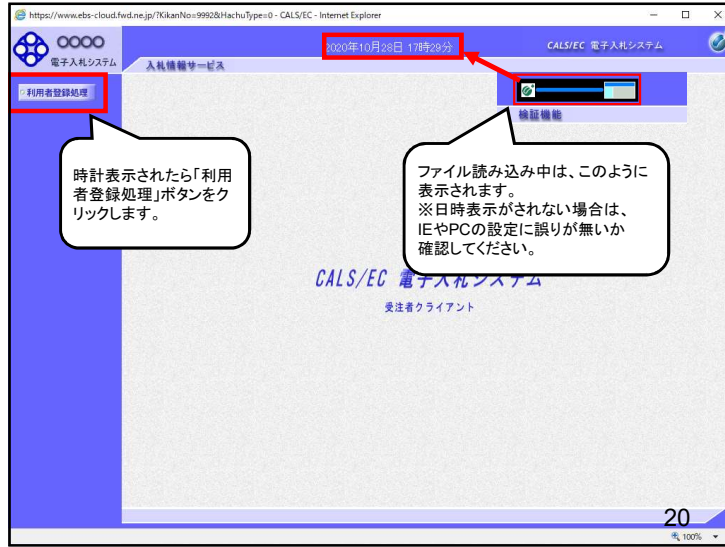 https://www.ebs-cloud.fwd.ne.jp/?KikanNo=9992&HachuType=0 - CALS/EC - Internet Explorer
OOOO
電子入札システム
2020年10月28日 17時29分
CALS/EC 電子入札システム
入札情報サービス
利用者登録処理
検証機能
時計表示されたら「利用
者登録処理」ボタンをク
リックします。
ファイル読み込み中は、このように
表示されます。
※日時表示がされない場合は、
IEやPCの設定に誤りが無いか
確認してください。
CALS/EC 電子入札システム
受注者クライアント
20
100%